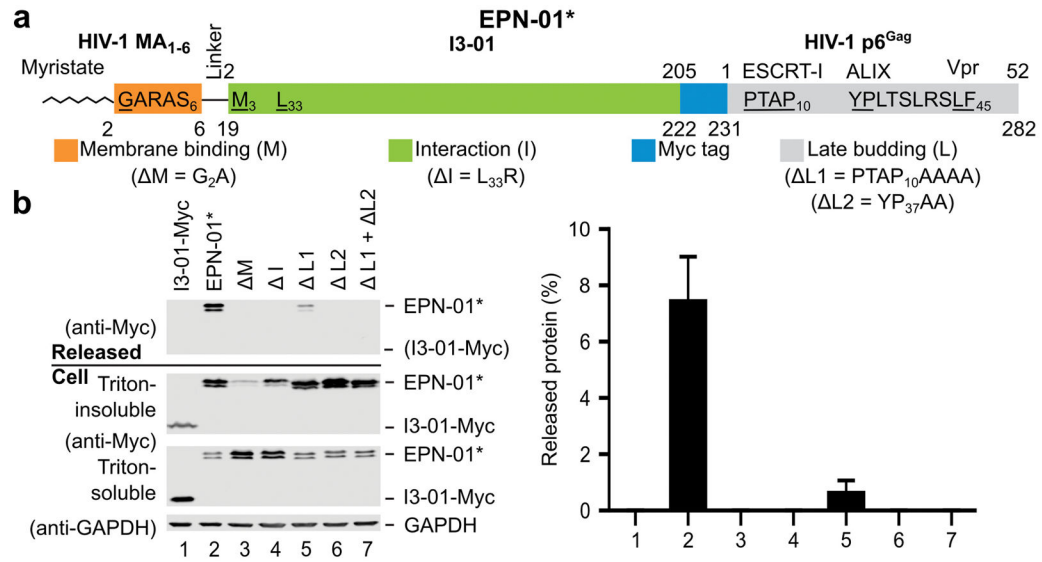 a
EPN-01*
HIV-1 MA1-6
Linker
I3-01
HIV-1 p6Gag
Myristate
2
205
1
ESCRT-I
ALIX
Vpr
52
GARAS6
M3
L33
PTAP10
YPLTSLRSLF45
2
6
19
222
231
282
Membrane binding (M)
(ΔM = G2A)
Interaction (I)
(ΔI = L33R)
Myc tag
Late budding (L)
(ΔL1 = PTAP10AAAA)
(ΔL2 = YP37AA)
b
I3-01-Myc
EPN-01*
ΔM
Δ I
Δ L1
Δ L2
Δ L1 + ΔL2
(anti-Myc)
Released
EPN-01*
(I3-01-Myc)
Cell
Triton-
insoluble
(anti-Myc)
EPN-01*
I3-01-Myc
Triton-
soluble
EPN-01*
I3-01-Myc
(anti-GAPDH)
GAPDH
1 2 3 4 5 6 7
Released protein (%)
10
8
6
4
2
0
1 2 3 4 5 6 7